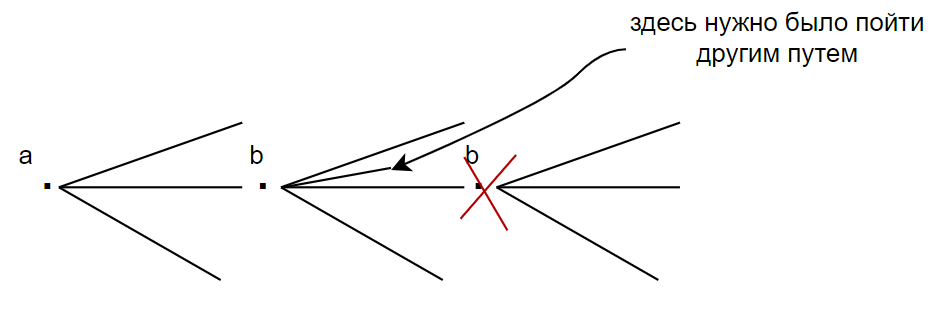 здесь нужно было пойти
другим путем
a
b
b